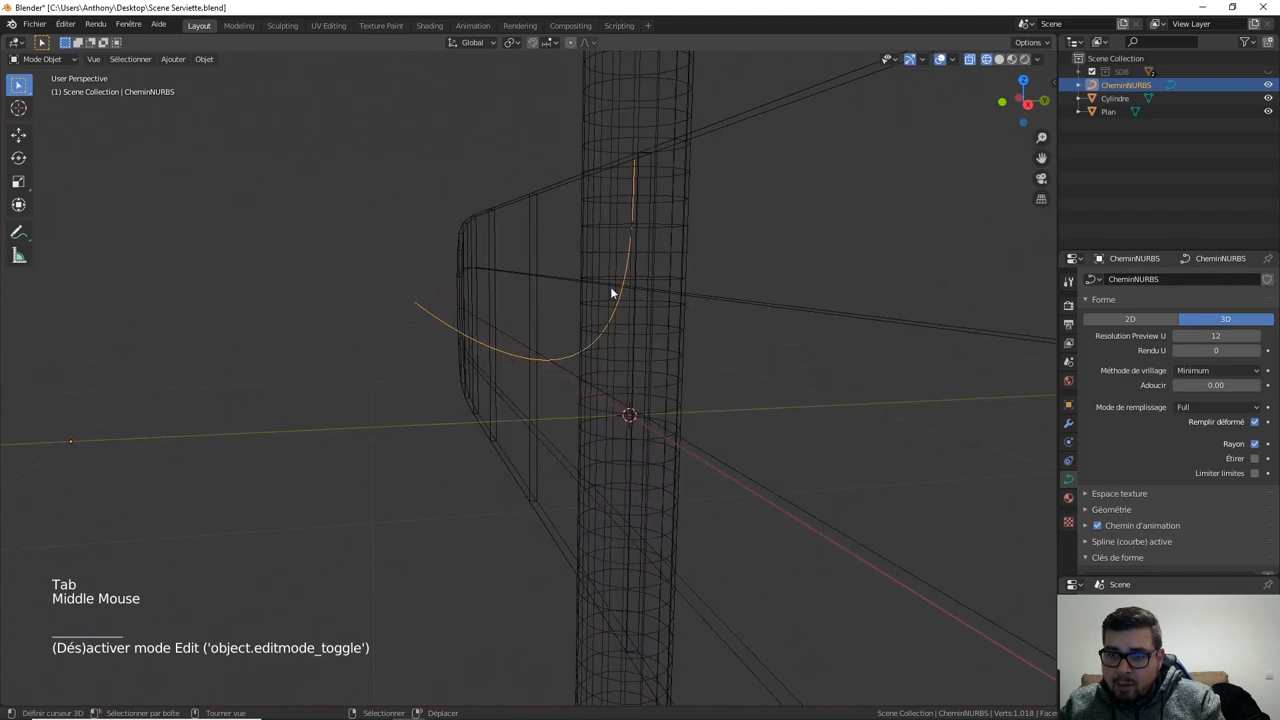 Blender* [C:\Users\Anthony\Desktop\Scene Serviette.blend]
Fichier Éditer Rendu Fenêtre Aide Layout Modeling Sculpting UV Editing Texture Paint Shading Animation Rendering Compositing Scripting + Scene View Layer
Global Options
Mode Objet Vue Sélectionner Ajouter Objet
User Perspective
(1) Scene Collection | CheminNURBS
Z
Y
X
Scene Collection
SDB 2
CheminNURBS
Cylindre
Plan
CheminNURBS CheminNURBS
CheminNURBS
Forme
2D 3D
Resolution Preview U 12
Rendu U 0
Méthode de vrillage Minimum
Adoucir 0.00
Mode de remplissage Full
Remplir déformé
Rayon
Étirer
Limiter limites
Espace texture
Géométrie
Chemin d'animation
Spline (courbe) active
Clés de forme
Scene
Tab
Middle Mouse
(Dés)activer mode Edit ('object.editmode_toggle')
Définir curseur 3D Sélectionner par boîte Tourner vue Sélectionner Déplacer Scene Collection | CheminNURBS | Verts:1,018 | Face